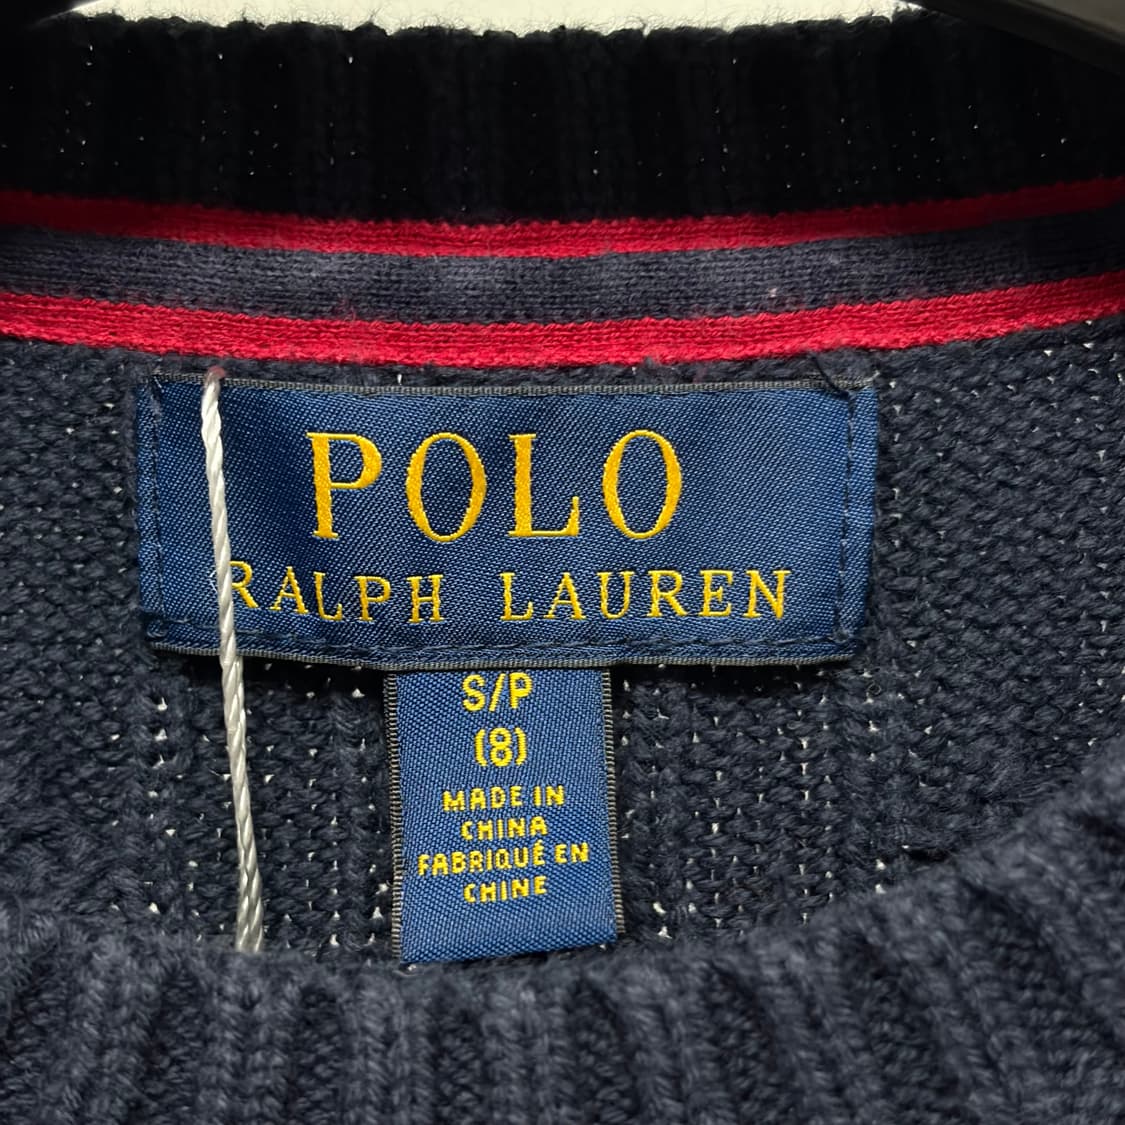 POLO
RALPH LAUREN
S/P
(8)
MADE IN
CHINA
FABRIQUÉ EN
CHINE